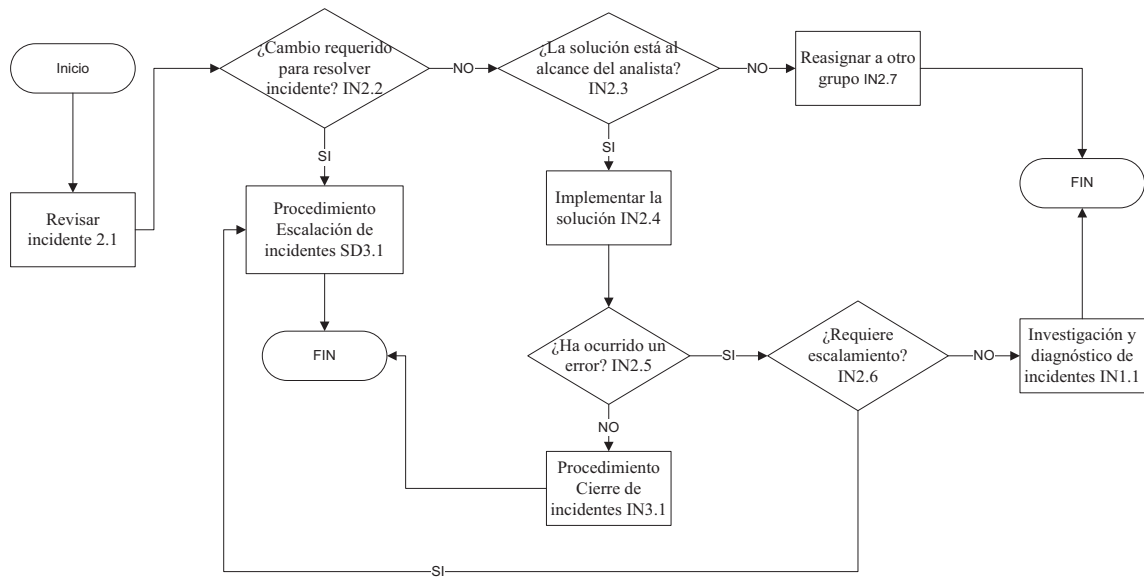 Inicio
Revisar
incidente 2.1
¿Cambio requerido
para resolver
incidente? IN2.2
NO
¿La solución está al
alcance del analista?
IN2.3
NO
Reasignar a otro
grupo IN2.7
FIN
SI
Procedimiento
Escalación de
incidentes SD3.1
FIN
SI
Implementar la
solución IN2.4
¿Ha ocurrido un
error? IN2.5
SI
¿Requiere
escalamiento?
IN2.6
NO
Investigación y
diagnóstico de
incidentes IN1.1
NO
Procedimiento
Cierre de
incidentes IN3.1
SI